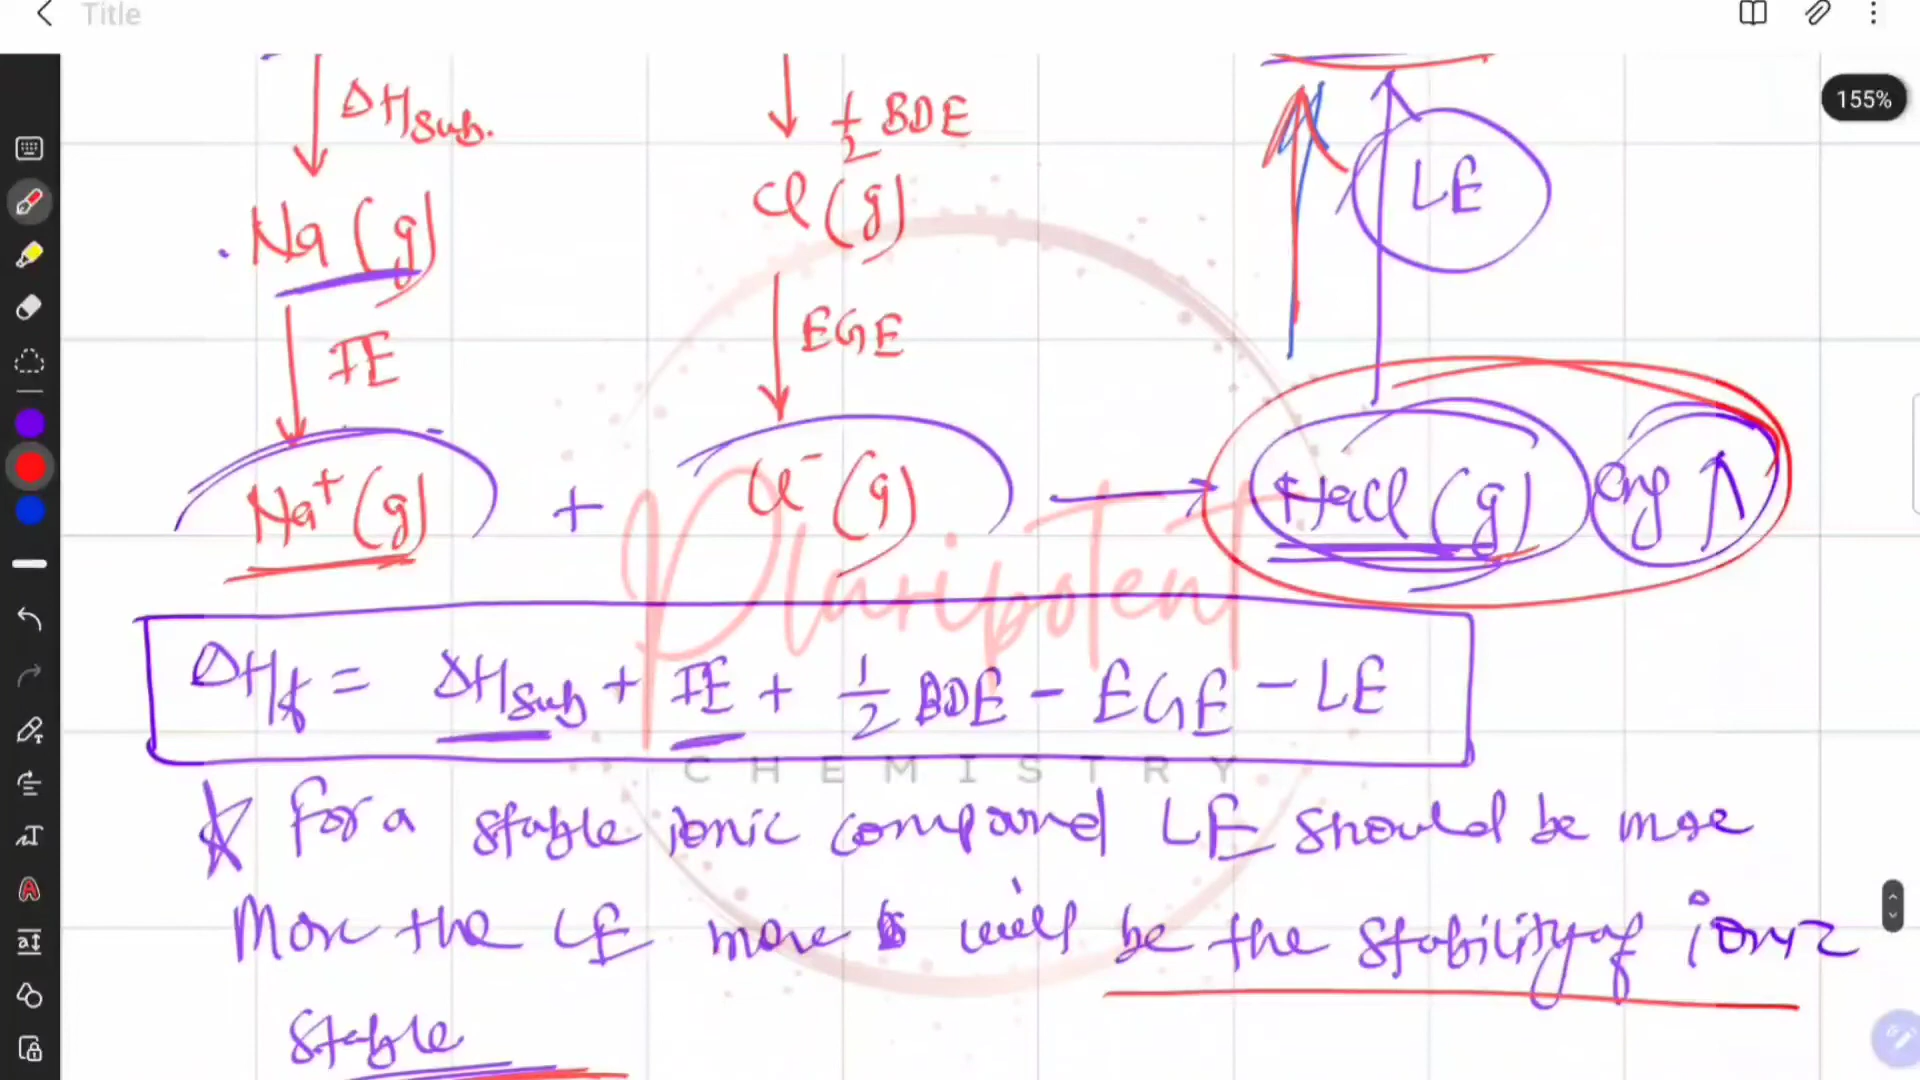 Title
155%
ΔHsub.
½ BDE
Cl (g)
LE
Na (g)
IE
EGE
Na⁺ (g) + Cl⁻ (g) → NaCl (g) eng ↑
PluripotenT
CHEMISTRY
ΔHf = ΔHsub + IE + ½ BDE - EGE - LE
☆ For a stable ionic compound LE should be more
More the LE more will be the stability of ionic
stable